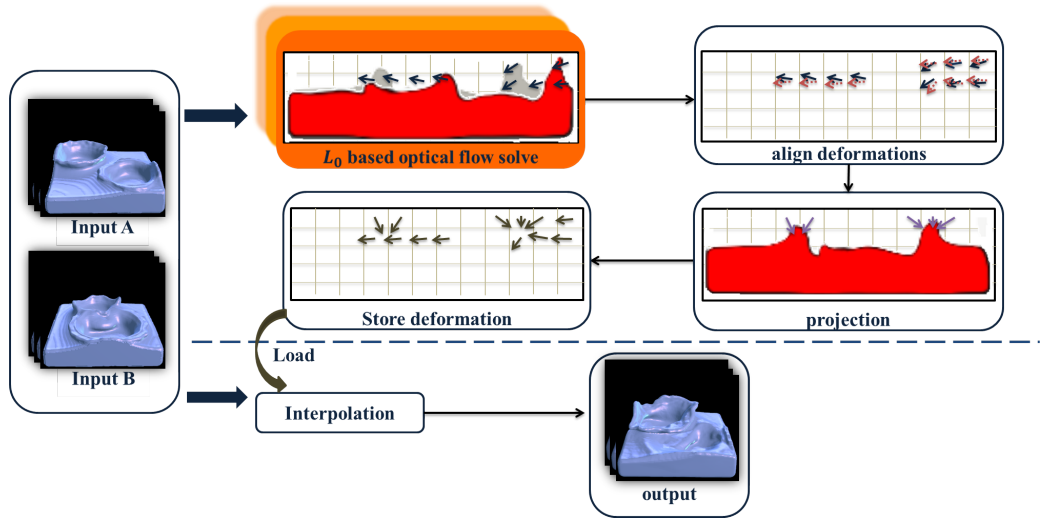 Input A
Input B
L₀ based optical flow solve
align deformations
projection
Store deformation
Load
Interpolation
output